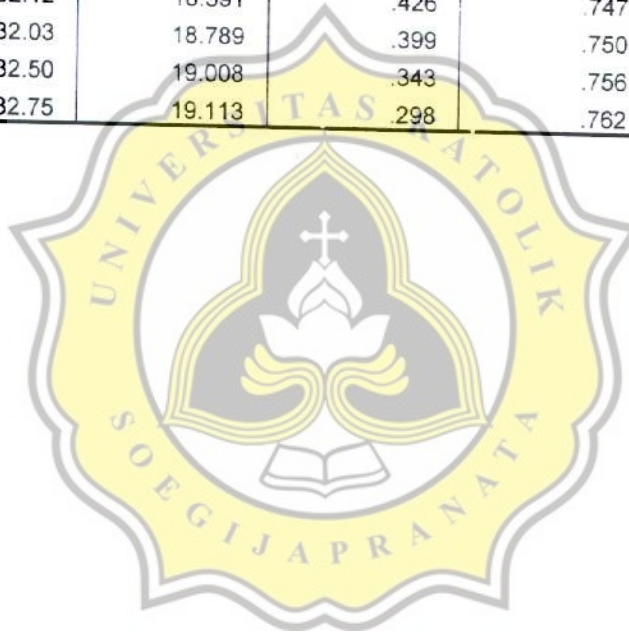 32.03 18.789 .399 .750
32.50 19.008 .343 .756
32.75 19.113 .298 .762
UNIVERSITAS KATOLIK
SOEGIJAPRANATA